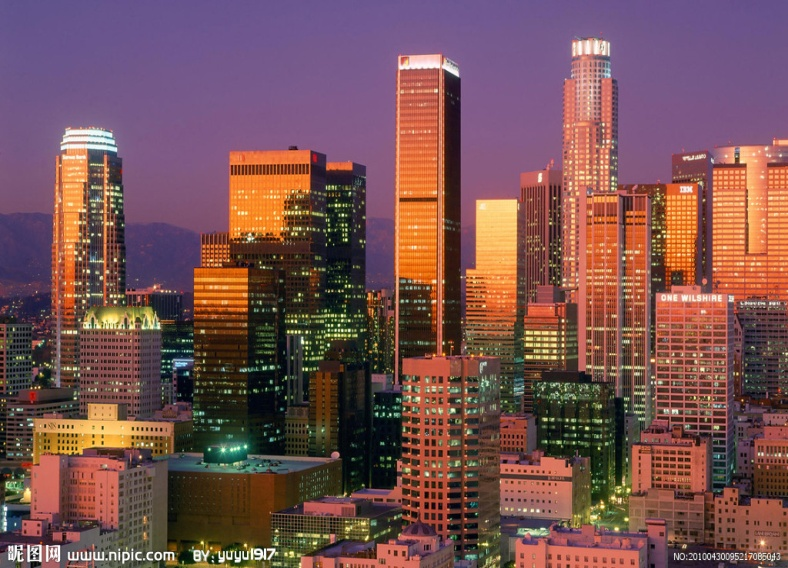 IBM
ONE WILSHIRE
昵图网 www.nipic.com
BY: yuyu1917
NO:20100430095217085043